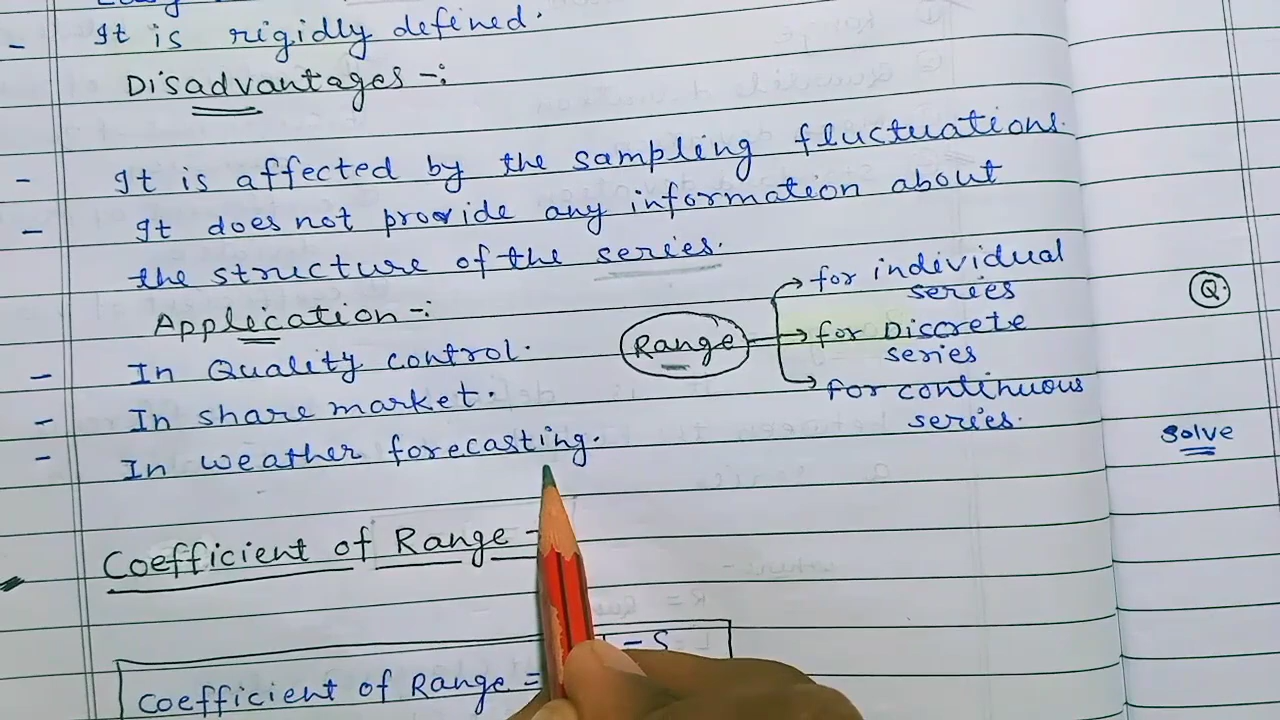 It is rigidly defined.
Disadvantages -:
- It is affected by the sampling fluctuations.
- It does not provide any information about
the structure of the series.
Application -:
- In Quality control.
- In share market.
- In weather forecasting.
Range
for individual
series
for Discrete
series
for continuous
series.
Q.
Solve
Coefficient of Range -
Coefficient of Range =
- S